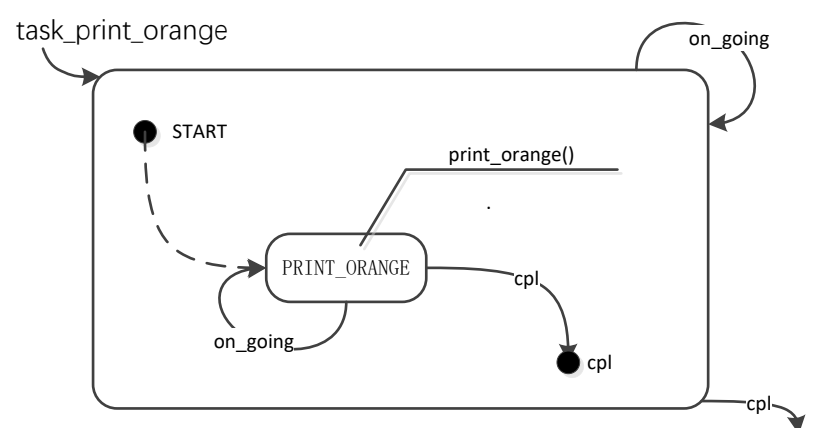 task_print_orange
on_going
START
print_orange()
.
PRINT_ORANGE
cpl
on_going
cpl
cpl